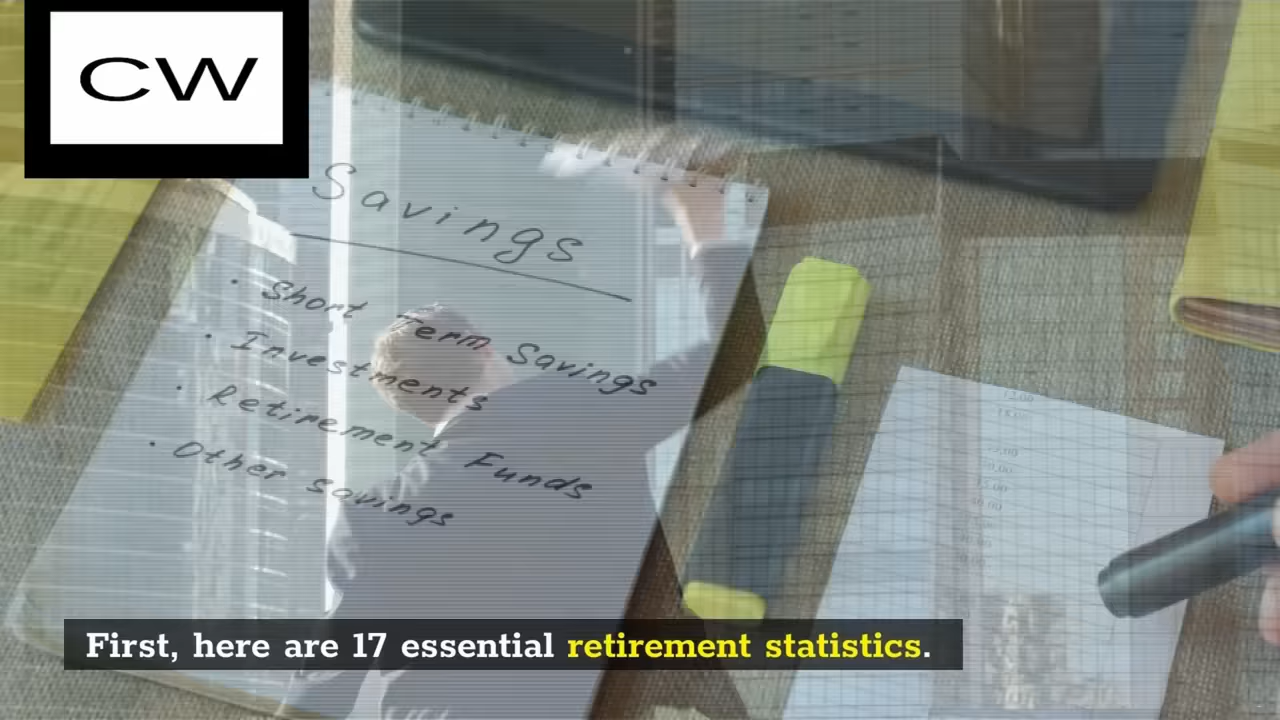 CW
Savings
· Short Term Savings
· Investments
· Retirement Funds
· Other savings
First, here are 17 essential retirement statistics.